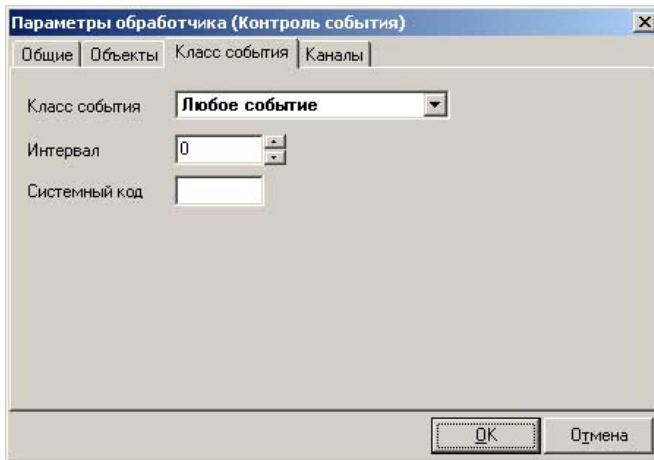 Параметры обработчика (Контроль события)
Общие Объекты Класс события Каналы
Класс события Любое событие
Интервал 0
Системный код
OK Отмена